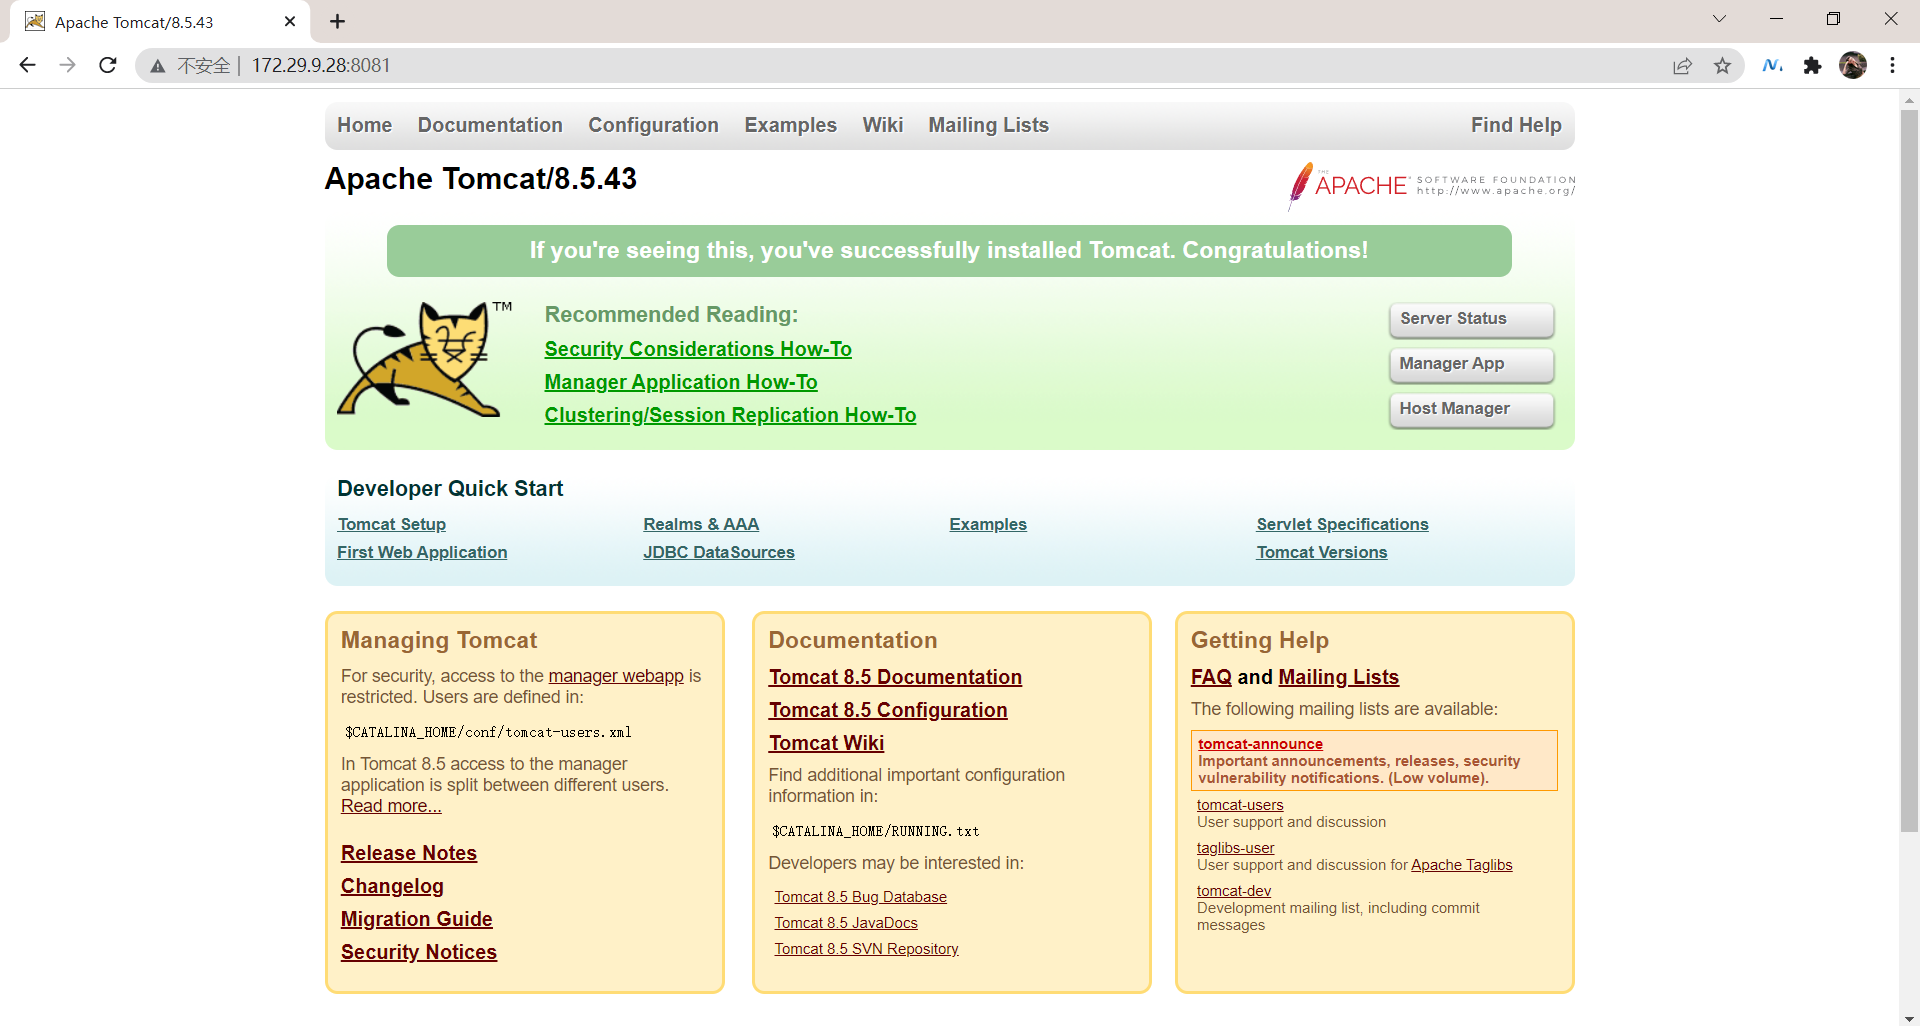 Apache Tomcat/8.5.43
不安全 | 172.29.9.28:8081
Home Documentation Configuration Examples Wiki Mailing Lists Find Help
Apache Tomcat/8.5.43
THE APACHE SOFTWARE FOUNDATION
http://www.apache.org/
If you're seeing this, you've successfully installed Tomcat. Congratulations!
TM
Recommended Reading:
Security Considerations How-To
Manager Application How-To
Clustering/Session Replication How-To
Server Status
Manager App
Host Manager
Developer Quick Start
Tomcat Setup Realms & AAA Examples Servlet Specifications
First Web Application JDBC DataSources Tomcat Versions
Managing Tomcat
For security, access to the manager webapp is
restricted. Users are defined in:
$CATALINA_HOME/conf/tomcat-users.xml
In Tomcat 8.5 access to the manager
application is split between different users.
Read more...
Release Notes
Changelog
Migration Guide
Security Notices
Documentation
Tomcat 8.5 Documentation
Tomcat 8.5 Configuration
Tomcat Wiki
Find additional important configuration
information in:
$CATALINA_HOME/RUNNING.txt
Developers may be interested in:
Tomcat 8.5 Bug Database
Tomcat 8.5 JavaDocs
Tomcat 8.5 SVN Repository
Getting Help
FAQ and Mailing Lists
The following mailing lists are available:
tomcat-announce
Important announcements, releases, security
vulnerability notifications. (Low volume).
tomcat-users
User support and discussion
taglibs-user
User support and discussion for Apache Taglibs
tomcat-dev
Development mailing list, including commit
messages